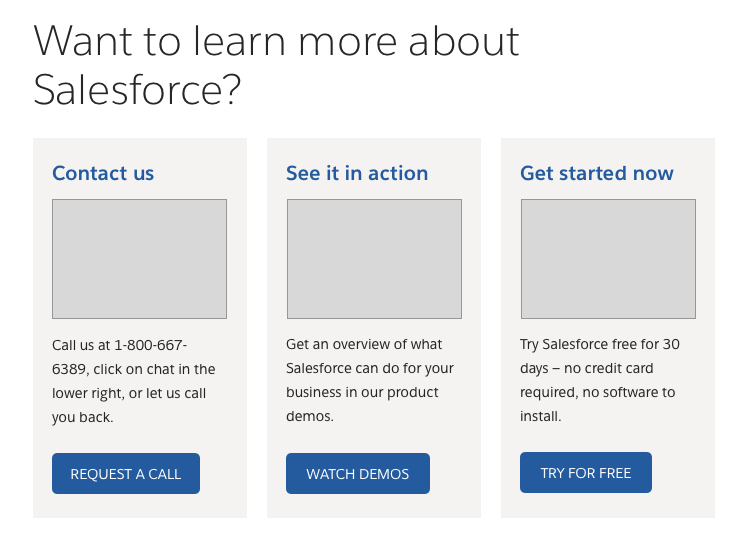 Want to learn more about
Salesforce?
Contact us
Call us at 1-800-667-
6389, click on chat in the
lower right, or let us call
you back.
REQUEST A CALL
See it in action
Get an overview of what
Salesforce can do for your
business in our product
demos.
WATCH DEMOS
Get started now
Try Salesforce free for 30
days – no credit card
required, no software to
install.
TRY FOR FREE